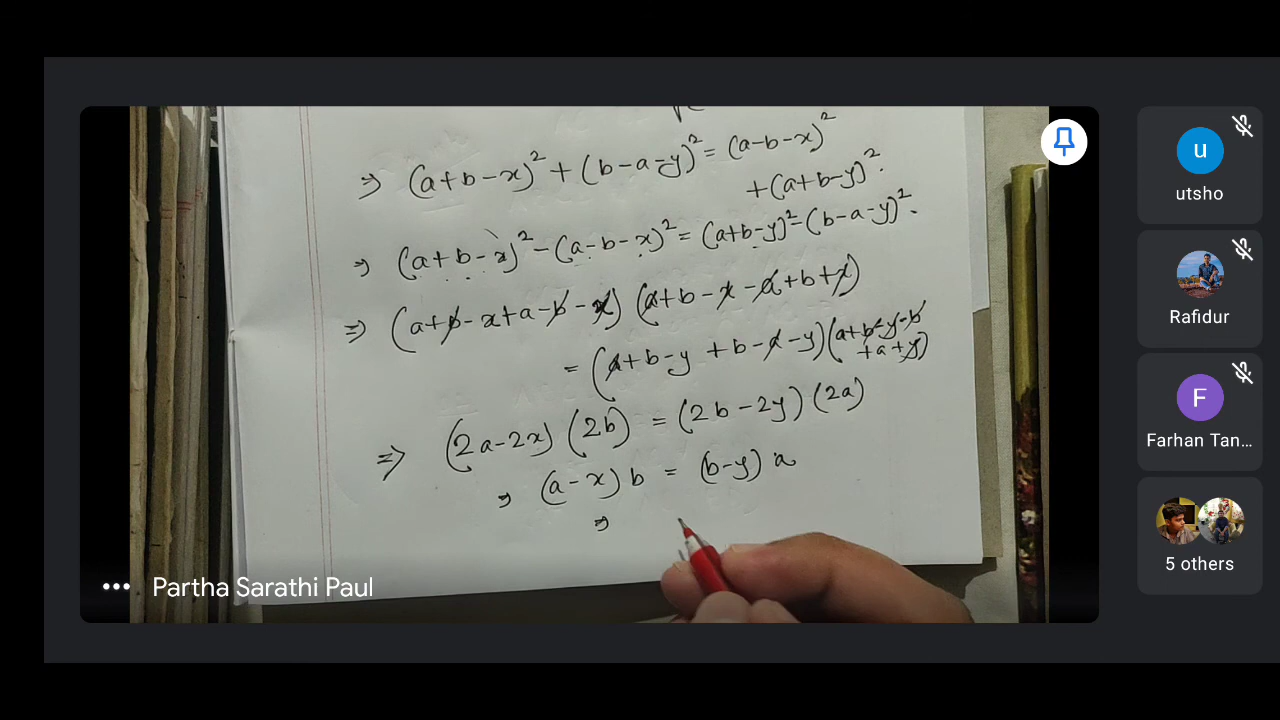 ⇒ (a+b-x)² + (b-a-y)² = (a-b-x)²
+(a+b-y)².
⇒ (a+b-x)² - (a-b-x)² = (a+b-y)² - (b-a-y)².
⇒ (a+b-x+a-b-x) (a+b-x-a+b+x)
= (a+b-y+b-a-y)(a+b-y-b
+a+y)
⇒ (2a-2x) (2b) = (2b-2y) (2a)
⇒ (a-x) b = (b-y) a
⇒
Partha Sarathi Paul
u
utsho
Rafidur
F
Farhan Tan...
5 others